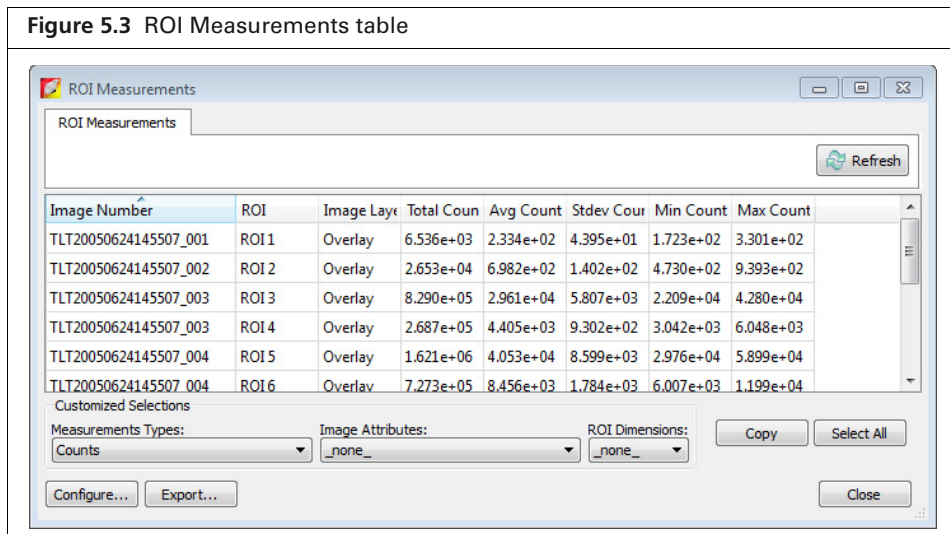 Figure 5.3 ROI Measurements table
ROI Measurements
ROI Measurements
Refresh
Image Number ROI Image Laye Total Coun Avg Count Stdev Cour Min Count Max Count
TLT20050624145507_001 ROI 1 Overlay 6.536e+03 2.334e+02 4.395e+01 1.723e+02 3.301e+02
TLT20050624145507_002 ROI 2 Overlay 2.653e+04 6.982e+02 1.402e+02 4.730e+02 9.393e+02
TLT20050624145507_003 ROI 3 Overlay 8.290e+05 2.961e+04 5.807e+03 2.209e+04 4.280e+04
TLT20050624145507_003 ROI 4 Overlay 2.687e+05 4.405e+03 9.302e+02 3.042e+03 6.048e+03
TLT20050624145507_004 ROI 5 Overlay 1.621e+06 4.053e+04 8.599e+03 2.976e+04 5.899e+04
TLT20050624145507_004 ROI 6 Overlay 7.273e+05 8.456e+03 1.784e+03 6.007e+03 1.199e+04
Customized Selections
Measurements Types: Image Attributes: ROI Dimensions:
Counts _none_ _none_ Copy Select All
Configure... Export... Close